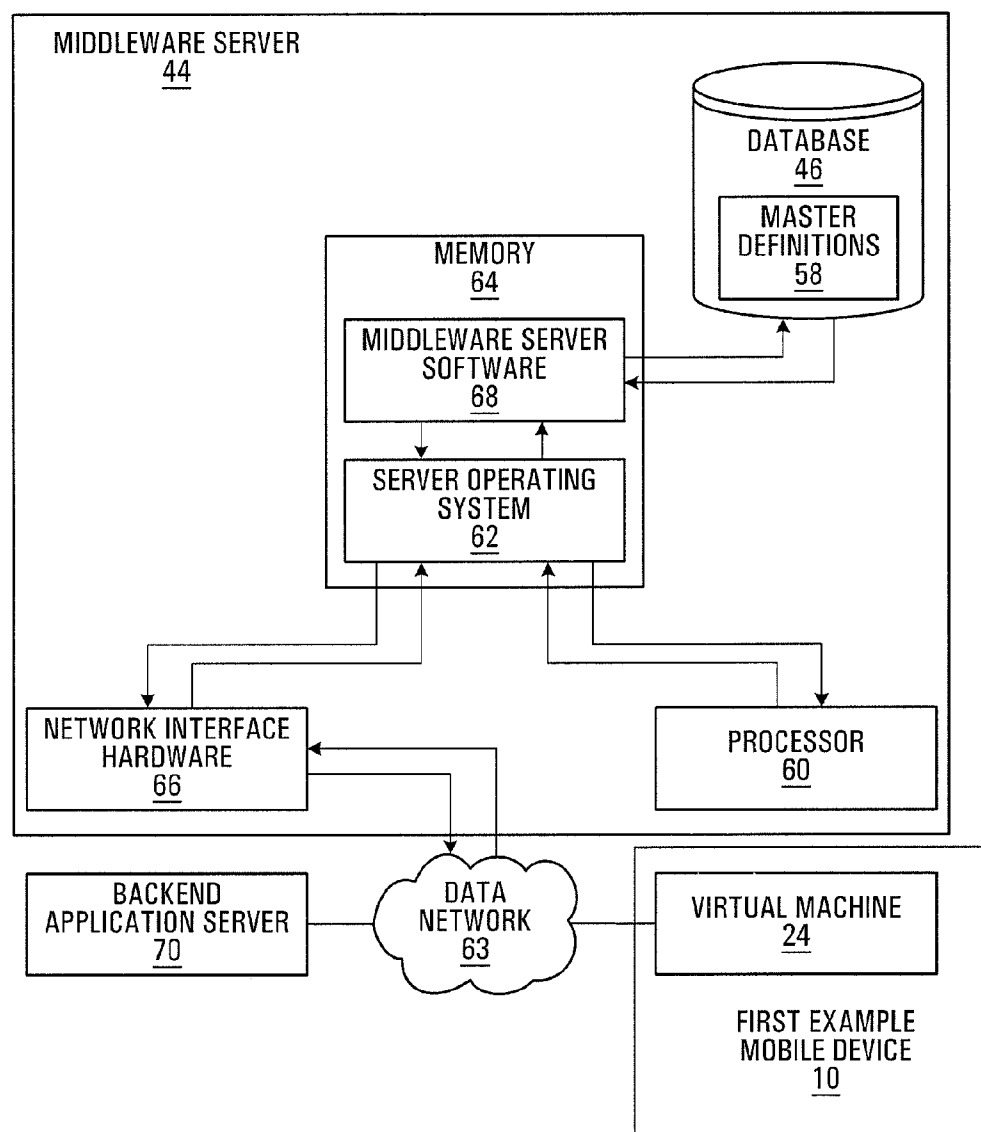 MIDDLEWARE SERVER
44
DATABASE
46
MASTER
DEFINITIONS
58
MEMORY
64
MIDDLEWARE SERVER
SOFTWARE
68
SERVER OPERATING
SYSTEM
62
NETWORK INTERFACE
HARDWARE
66
PROCESSOR
60
BACKEND
APPLICATION SERVER
70
DATA
NETWORK
63
VIRTUAL MACHINE
24
FIRST EXAMPLE
MOBILE DEVICE
10